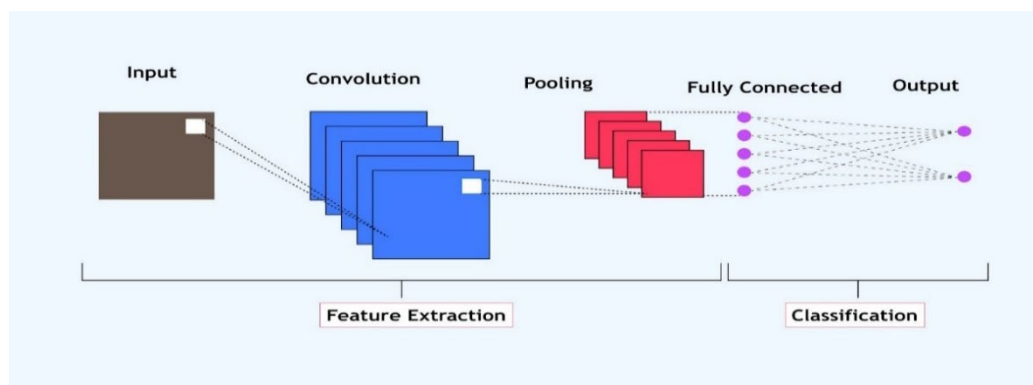 Input
Convolution
Pooling
Fully Connected
Output
Feature Extraction
Classification